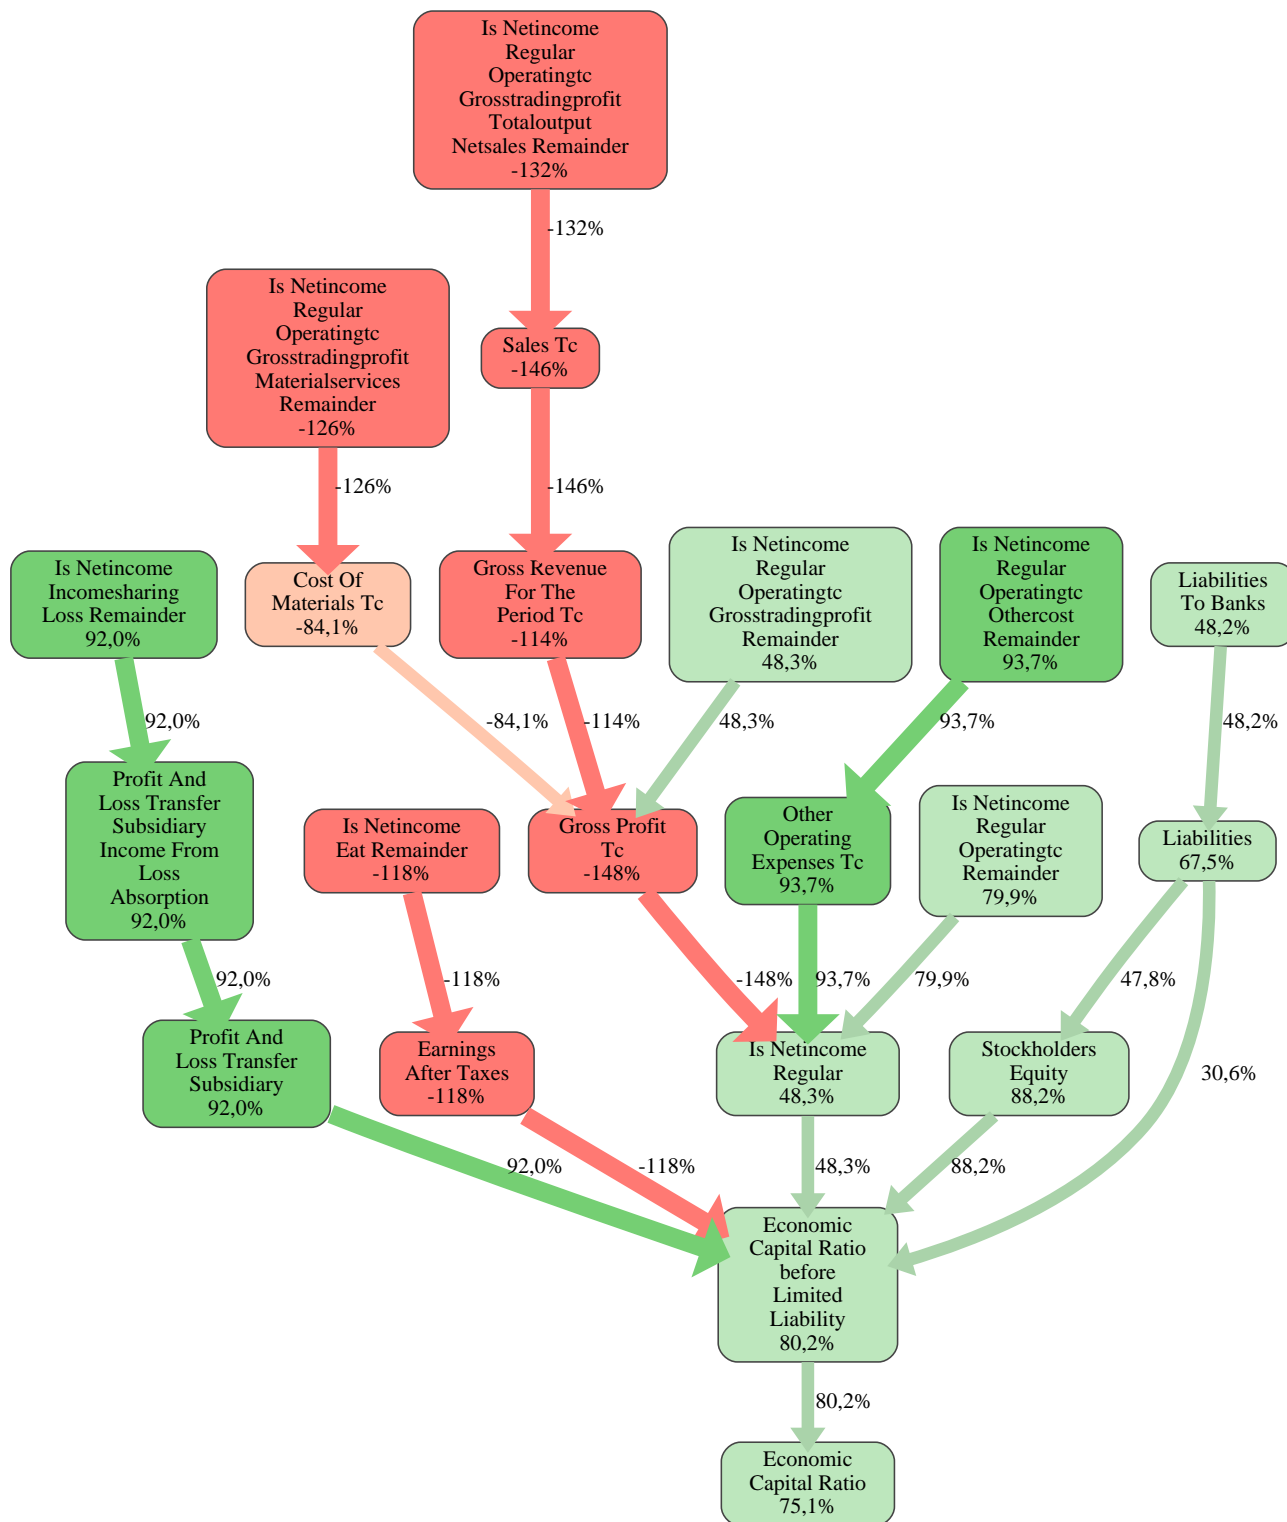 Is Netincome
Regular
Operatingtc
Grosstradingprofit
Totaloutput
Netsales Remainder
-132%
-132%
Is Netincome
Regular
Operatingtc
Grosstradingprofit
Materialservices
Remainder
-126%
Sales Tc
-146%
-126%
-146%
Is Netincome
Incomesharing
Loss Remainder
92,0%
Cost Of
Materials Tc
-84,1%
Gross Revenue
For The
Period Tc
-114%
Is Netincome
Regular
Operatingtc
Grosstradingprofit
Remainder
48,3%
Is Netincome
Regular
Operatingtc
Othercost
Remainder
93,7%
Liabilities
To Banks
48,2%
92,0%
-84,1%
-114%
48,3%
93,7%
48,2%
Profit And
Loss Transfer
Subsidiary
Income From
Loss
Absorption
92,0%
Is Netincome
Eat Remainder
-118%
Gross Profit
Tc
-148%
Other
Operating
Expenses Tc
93,7%
Is Netincome
Regular
Operatingtc
Remainder
79,9%
Liabilities
67,5%
92,0%
-118%
-148%
93,7%
79,9%
47,8%
Profit And
Loss Transfer
Subsidiary
92,0%
Earnings
After Taxes
-118%
Is Netincome
Regular
48,3%
Stockholders
Equity
88,2%
30,6%
92,0%
-118%
48,3%
88,2%
Economic
Capital Ratio
before
Limited
Liability
80,2%
80,2%
Economic
Capital Ratio
75,1%